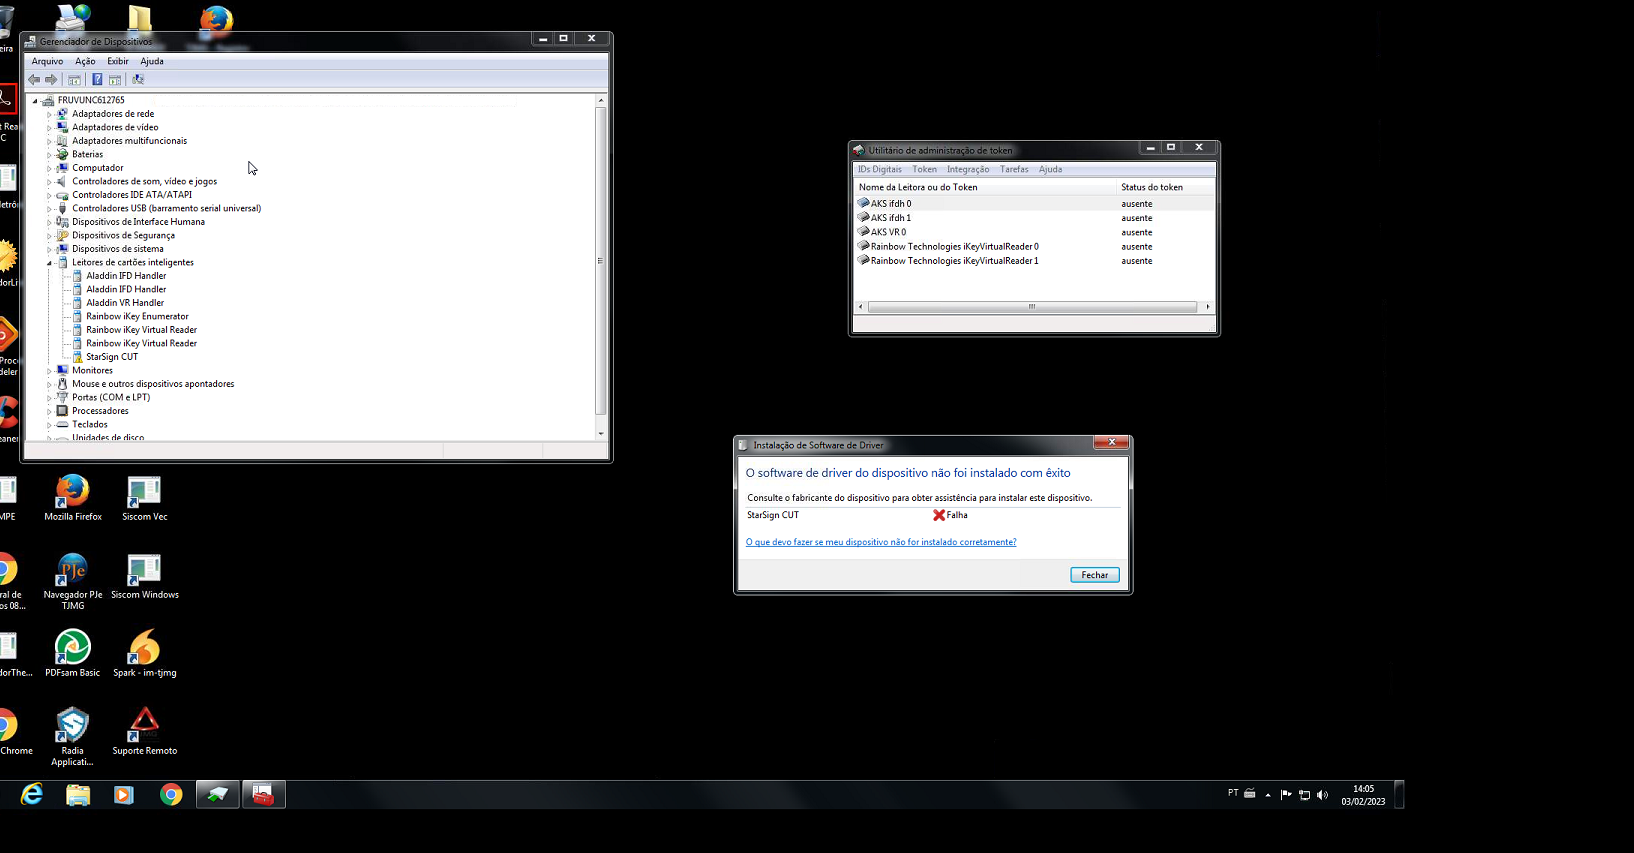 Gerenciador de Dispositivos
Arquivo Ação Exibir Ajuda
FRUVUNC612765
Adaptadores de rede
Adaptadores de vídeo
Adaptadores multifuncionais
Baterias
Computador
Controladores de som, vídeo e jogos
Controladores IDE ATA/ATAPI
Controladores USB (barramento serial universal)
Dispositivos de Interface Humana
Dispositivos de Segurança
Dispositivos de sistema
Leitores de cartões inteligentes
Aladdin IFD Handler
Aladdin IFD Handler
Aladdin VR Handler
Rainbow iKey Enumerator
Rainbow iKey Virtual Reader
Rainbow iKey Virtual Reader
StarSign CUT
Monitores
Mouse e outros dispositivos apontadores
Portas (COM e LPT)
Processadores
Teclados
Unidades de disco
Utilitário de administração de token
IDs Digitais Token Integração Tarefas Ajuda
Nome da Leitora ou do Token Status do token
AKS ifdh 0 ausente
AKS ifdh 1 ausente
AKS VR 0 ausente
Rainbow Technologies iKeyVirtualReader 0 ausente
Rainbow Technologies iKeyVirtualReader 1 ausente
Instalação de Software de Driver
O software de driver do dispositivo não foi instalado com êxito
Consulte o fabricante do dispositivo para obter assistência para instalar este dispositivo.
StarSign CUT Falha
O que devo fazer se meu dispositivo não for instalado corretamente?
Fechar
eira
t Rea
C
letrô
dorLi
Proc
deler
eaner
MPE
Mozilla Firefox
Siscom Vec
ral de
os 08...
PJe
Navegador PJe
TJMG
Siscom Windows
dorThe...
PDFsam Basic
Spark - im-tjmg
Chrome
Radia
Applicati...
Suporte Remoto
PT
14:05
03/02/2023